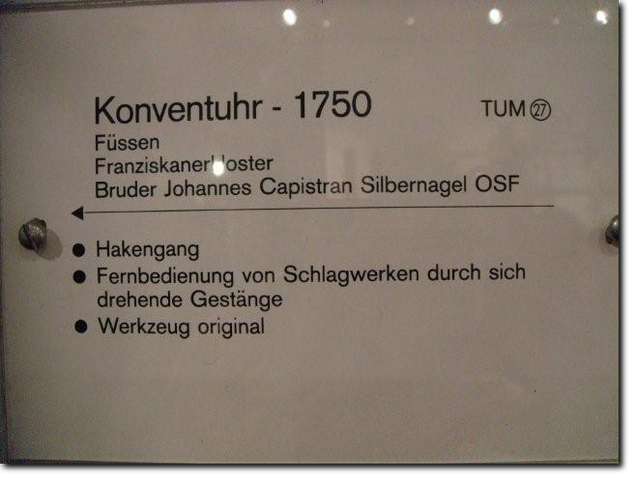 Konventuhr - 1750 TUM ㉗
Füssen
Franziskanerkloster
Bruder Johannes Capistran Silbernagel OSF
● Hakengang
● Fernbedienung von Schlagwerken durch sich
drehende Gestänge
● Werkzeug original